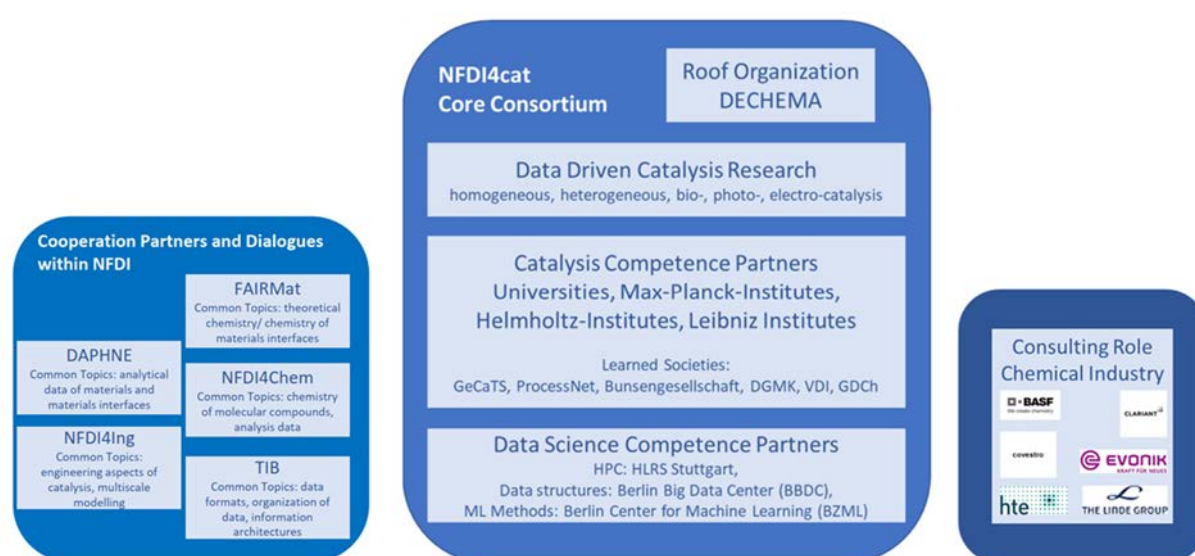 NFDI4cat
Core Consortium
Roof Organization
DECHEMA
Data Driven Catalysis Research
homogeneous, heterogeneous, bio-, photo-, electro-catalysis
Catalysis Competence Partners
Universities, Max-Planck-Institutes,
Helmholtz-Institutes, Leibniz Institutes
Learned Societies:
GeCaTS, ProcessNet, Bunsengesellschaft, DGMK, VDI, GDCh
Data Science Competence Partners
HPC: HLRS Stuttgart,
Data structures: Berlin Big Data Center (BBDC),
ML Methods: Berlin Center for Machine Learning (BZML)
Cooperation Partners and Dialogues
within NFDI
FAIRMat
Common Topics: theoretical
chemistry/ chemistry of
materials interfaces
DAPHNE
Common Topics: analytical
data of materials and
materials interfaces
NFDI4Chem
Common Topics: chemistry
of molecular compounds,
analysis data
NFDI4Ing
Common Topics:
engineering aspects of
catalysis, multiscale
modelling
TIB
Common Topics: data
formats, organization of
data, information
architectures
Consulting Role
Chemical Industry
BASF
We create chemistry
CLARIANT
covestro
EVONIK
KRAFT FÜR NEUES
hte
THE LINDE GROUP